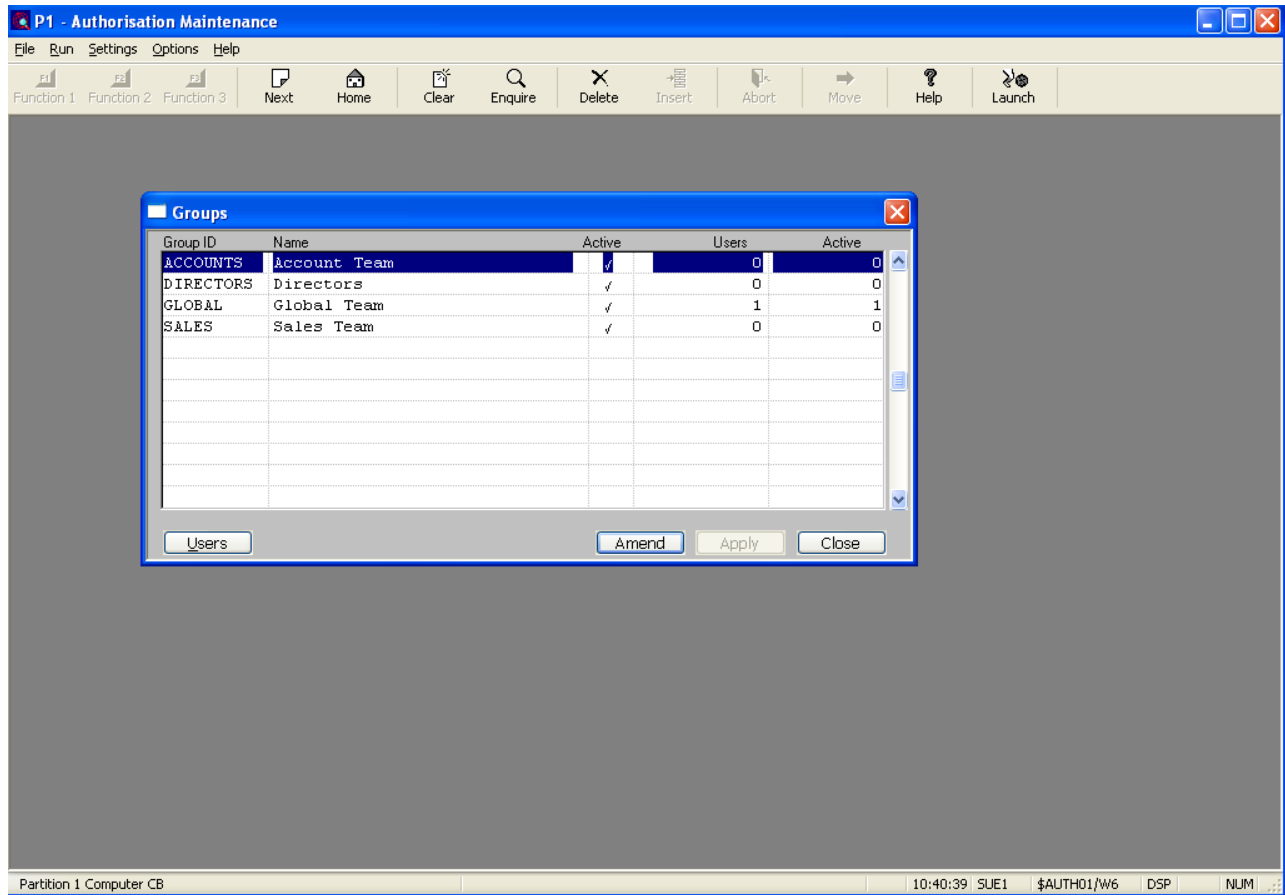 P1 - Authorisation Maintenance
File Run Settings Options Help
F1 F2 F3
Function 1 Function 2 Function 3 Next Home Clear Enquire Delete Insert Abort Move Help Launch
Groups
Group ID Name Active Users Active
ACCOUNTS Account Team √ 0 0
DIRECTORS Directors √ 0 0
GLOBAL Global Team √ 1 1
SALES Sales Team √ 0 0
Users Amend Apply Close
Partition 1 Computer CB 10:40:39 SUE1 $AUTH01/W6 DSP NUM